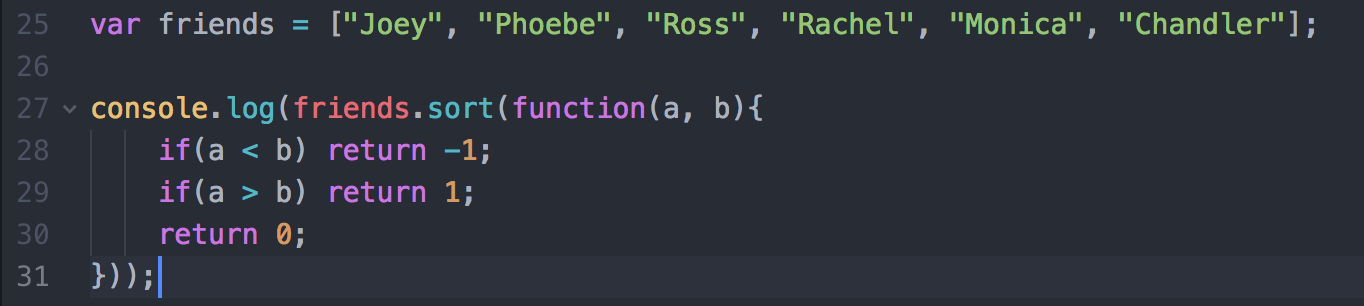 25 var friends = ["Joey", "Phoebe", "Ross", "Rachel", "Monica", "Chandler"];
26
27 console.log(friends.sort(function(a, b){
28     if(a < b) return -1;
29     if(a > b) return 1;
30     return 0;
31 }));